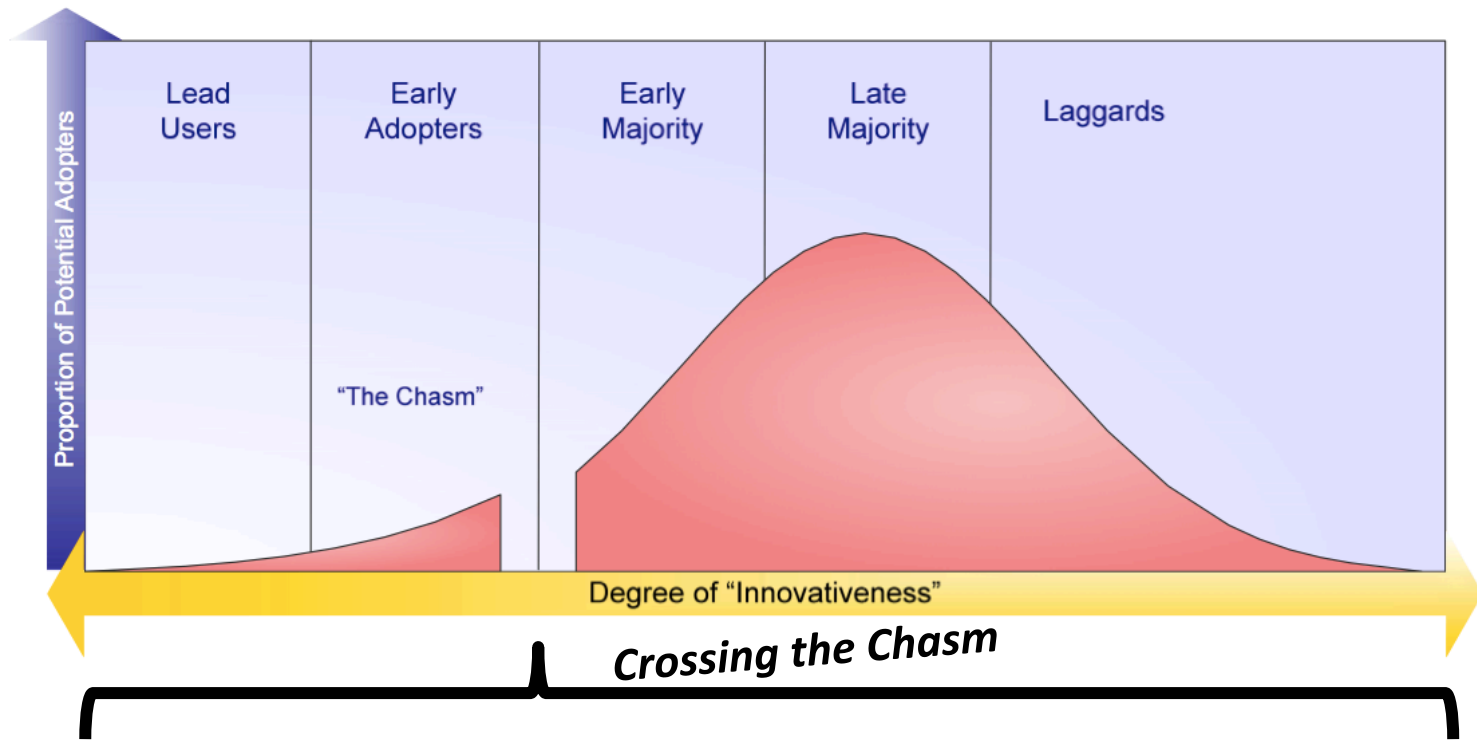 Lead
Users
Early
Adopters
Early
Majority
Late
Majority
Laggards
Proportion of Potential Adopters
“The Chasm”
Degree of “Innovativeness”
Crossing the Chasm